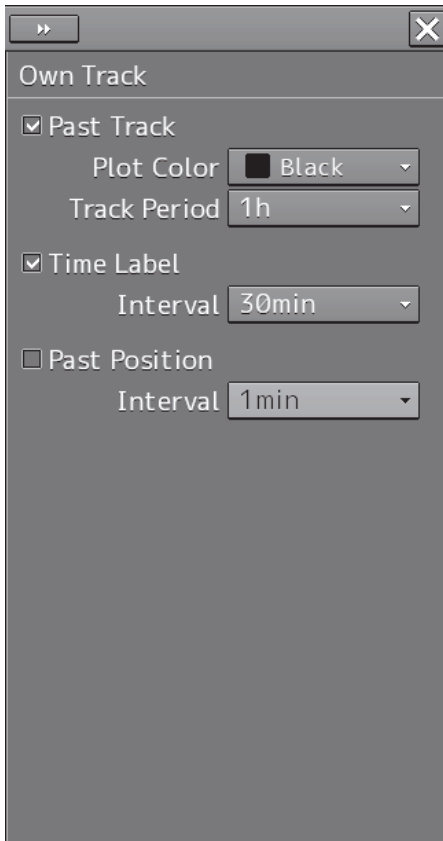 Own Track
Past Track
Plot Color Black
Track Period 1h
Time Label
Interval 30min
Past Position
Interval 1min